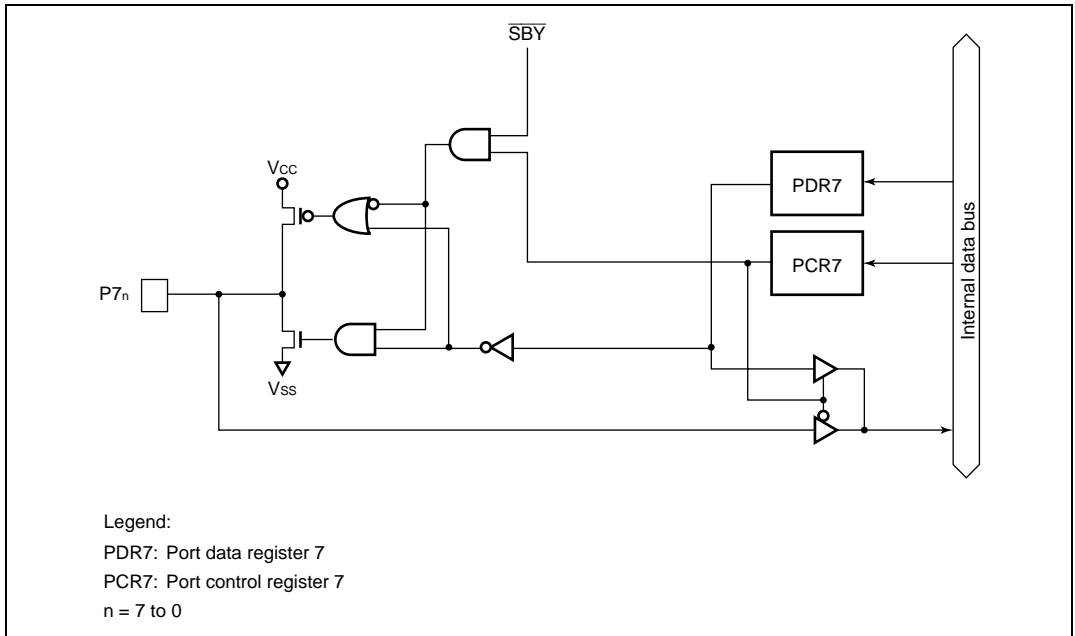 S̅B̅Y̅
VCC
PDR7
PCR7
Internal data bus
P7n
VSS
Legend:
PDR7: Port data register 7
PCR7: Port control register 7
n = 7 to 0